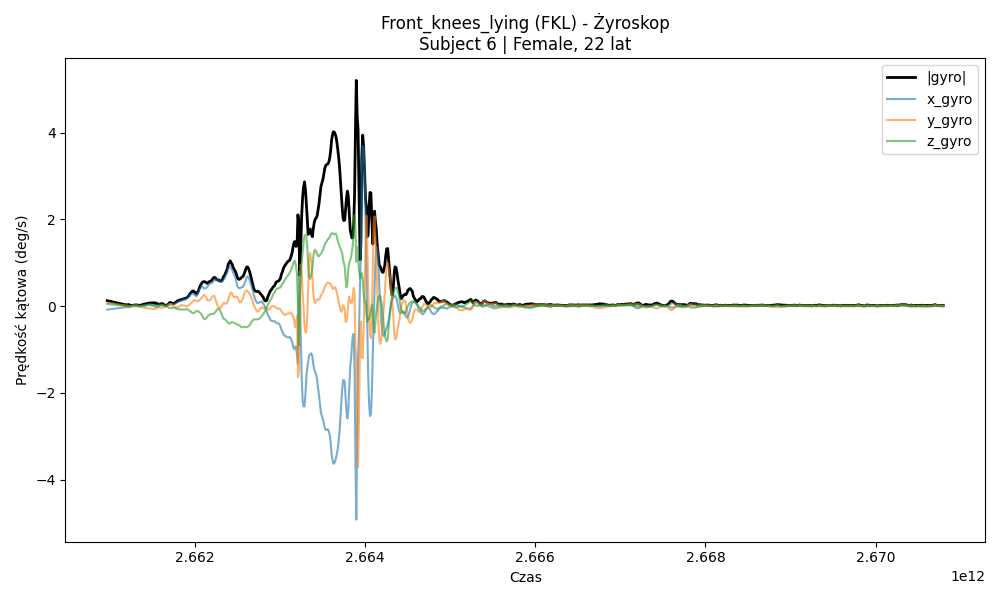 Front_knees_lying (FKL) - Żyroskop
Subject 6 | Female, 22 lat
|gyro|
x_gyro
y_gyro
z_gyro
Prędkość kątowa (deg/s)
4
2
0
−2
−4
2.662 2.664 2.666 2.668 2.670
1e12
Czas